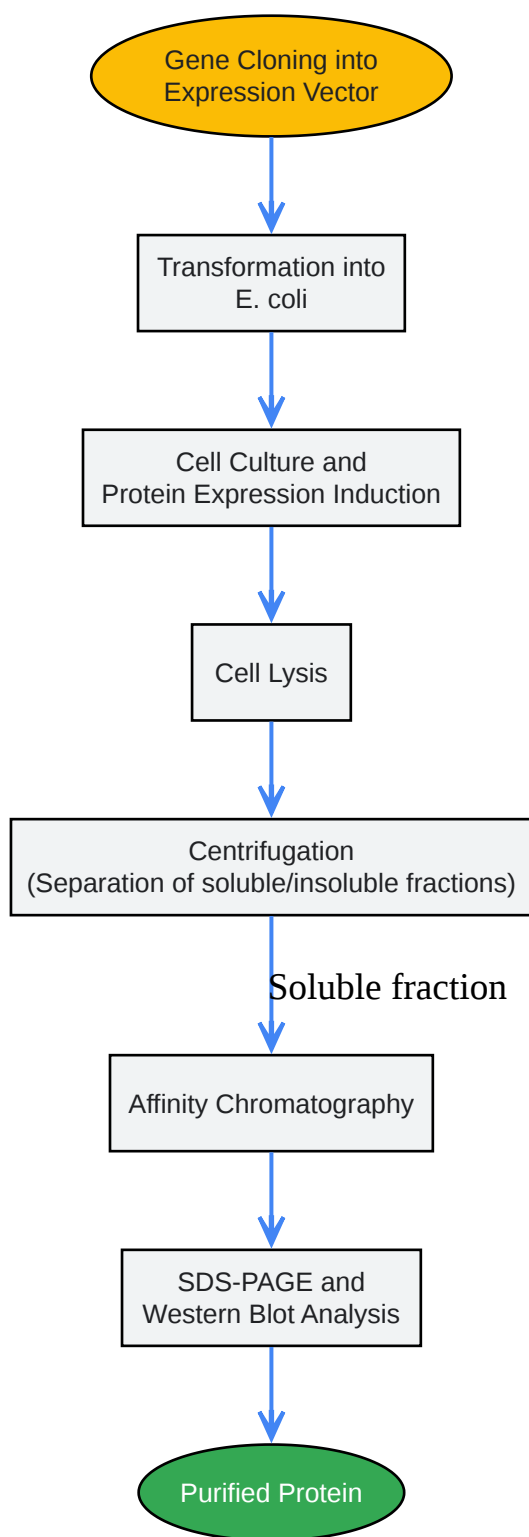 Gene Cloning into
Expression Vector
Transformation into
E. coli
Cell Culture and
Protein Expression Induction
Cell Lysis
Centrifugation
(Separation of soluble/insoluble fractions)
Soluble fraction
Affinity Chromatography
SDS-PAGE and
Western Blot Analysis
Purified Protein